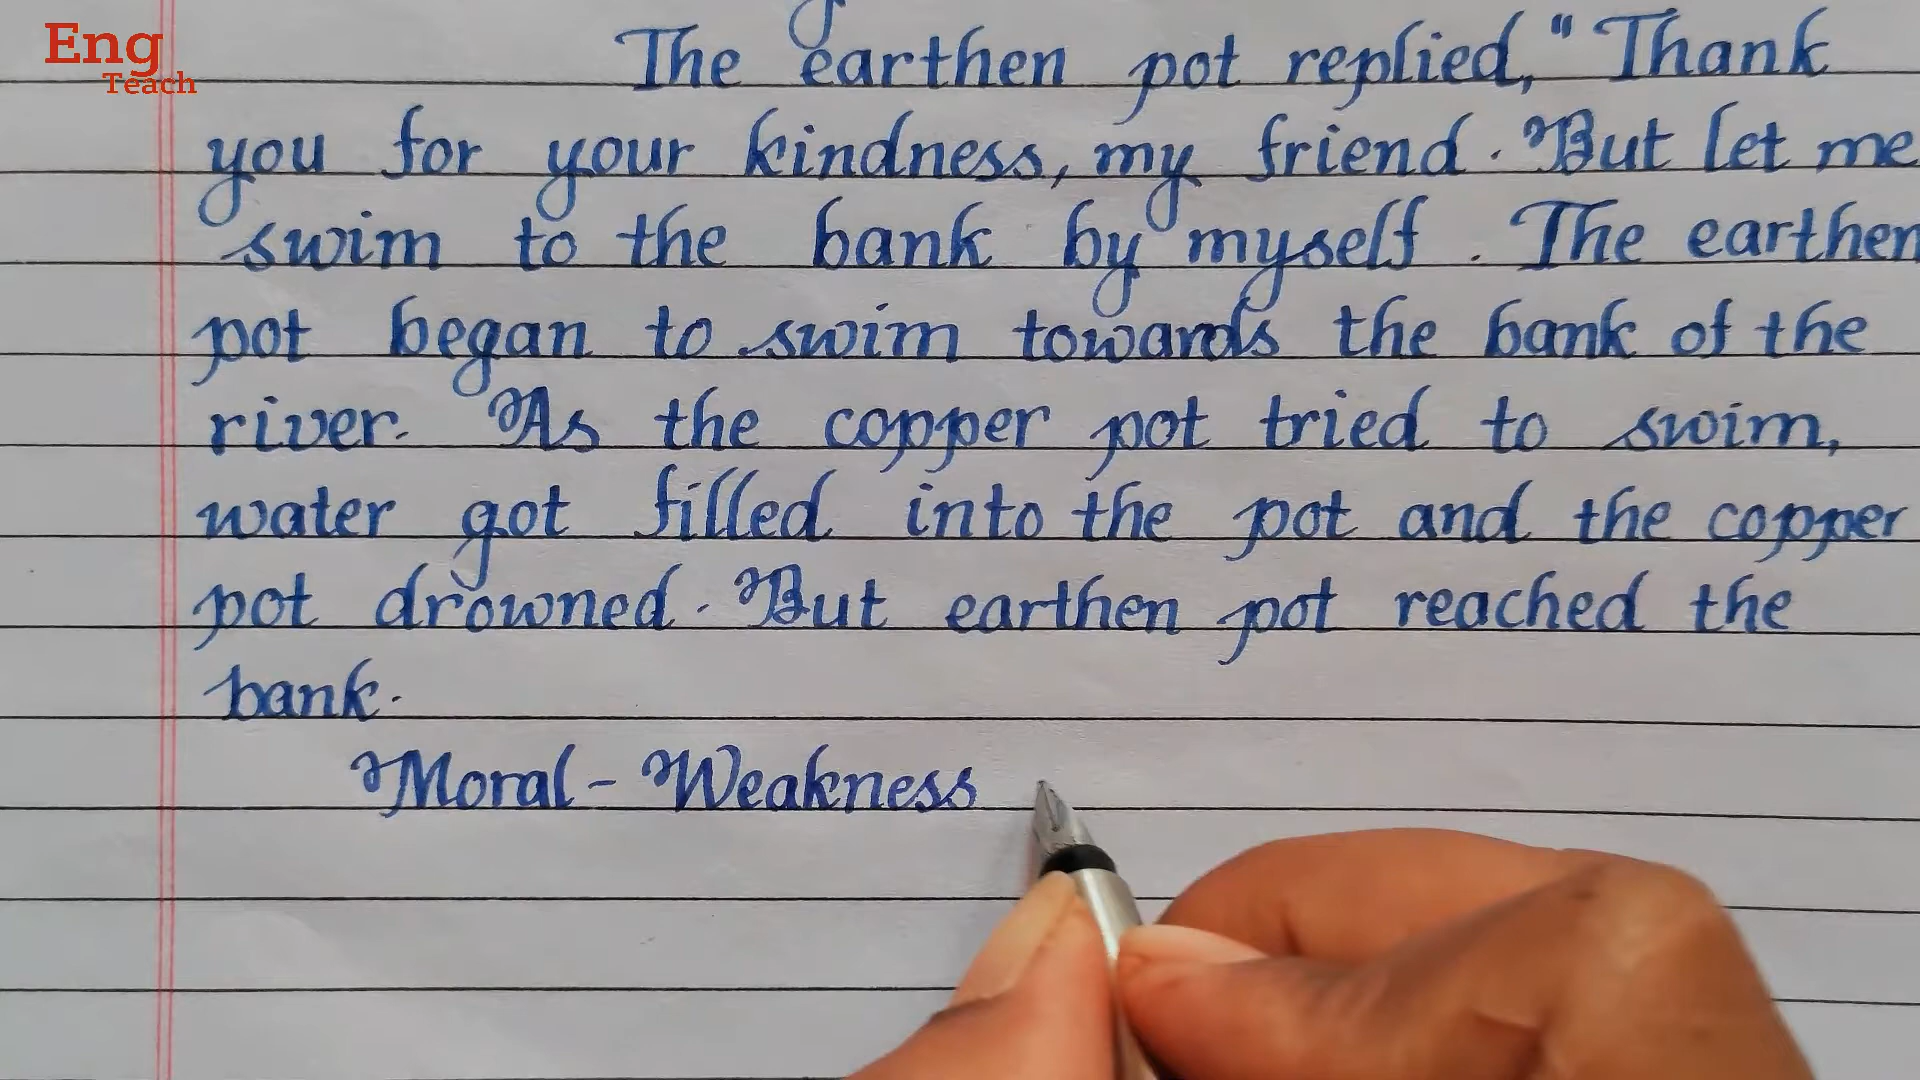 Eng
Teach
The earthen pot replied, "Thank
you for your kindness, my friend. But let me
swim to the bank by myself. The earthen
pot began to swim towards the bank of the
river. As the copper pot tried to swim,
water got filled into the pot and the copper
pot drowned. But earthen pot reached the
bank.
Moral - Weakness